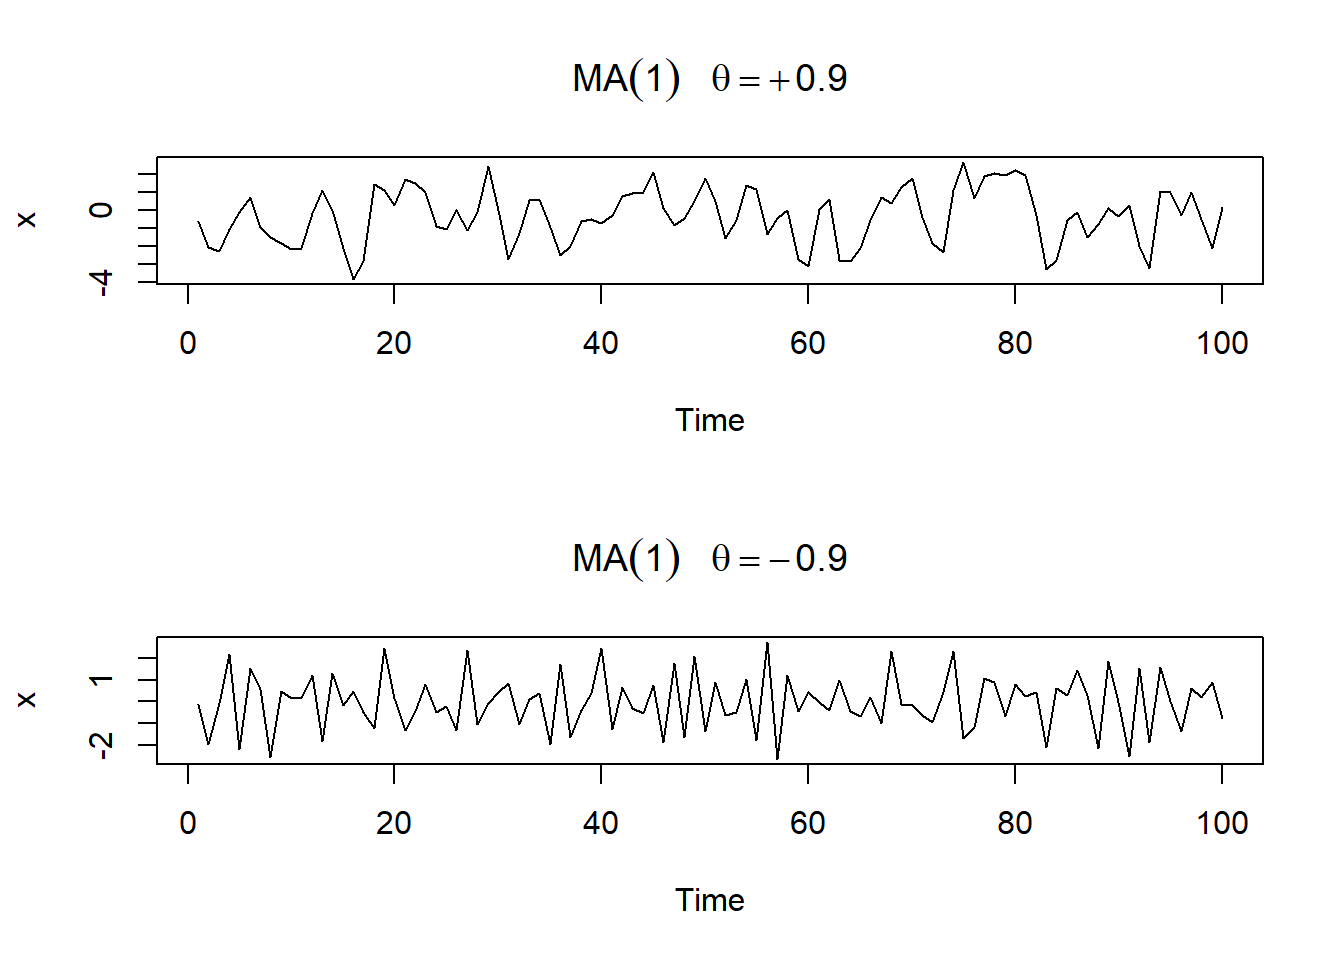 MA(1) θ = +0.9
x
0
-4
0 20 40 60 80 100
Time
MA(1) θ = −0.9
x
1
-2
0 20 40 60 80 100
Time